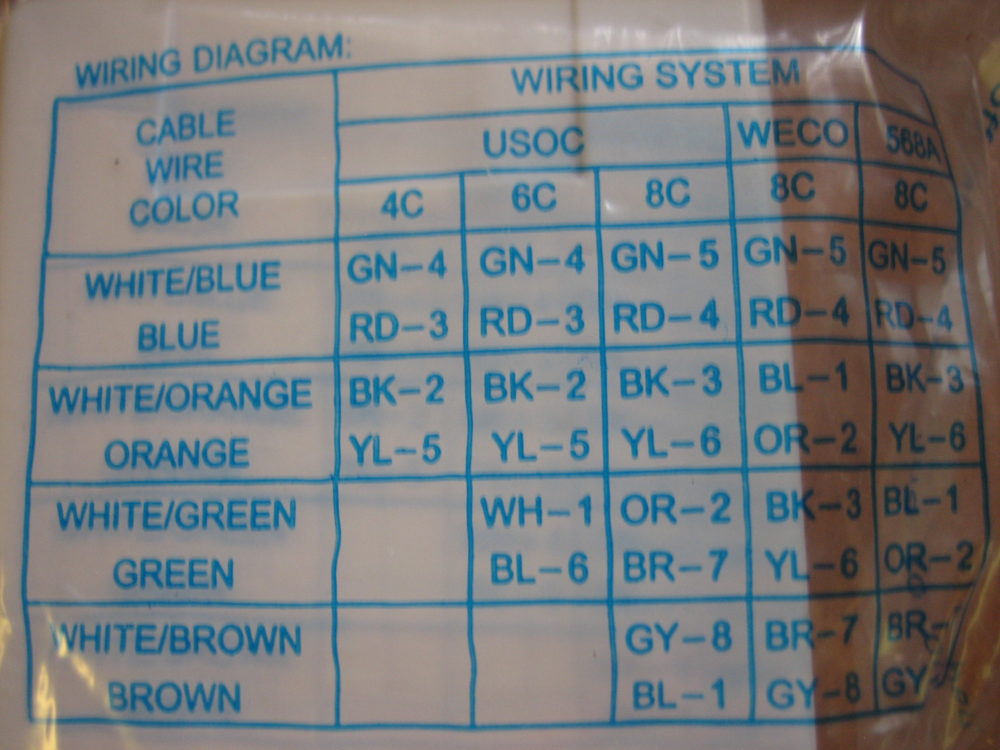 WIRING DIAGRAM:
WIRING SYSTEM
CABLE
WIRE
COLOR
USOC WECO 568A
4C 6C 8C 8C 8C
WHITE/BLUE GN-4 GN-4 GN-5 GN-5 GN-5
BLUE RD-3 RD-3 RD-4 RD-4 RD-4
WHITE/ORANGE BK-2 BK-2 BK-3 BL-1 BK-3
ORANGE YL-5 YL-5 YL-6 OR-2 YL-6
WHITE/GREEN WH-1 OR-2 BK-3 BL-1
GREEN BL-6 BR-7 YL-6 OR-2
WHITE/BROWN GY-8 BR-7 BR-
BROWN BL-1 GY-8 GY